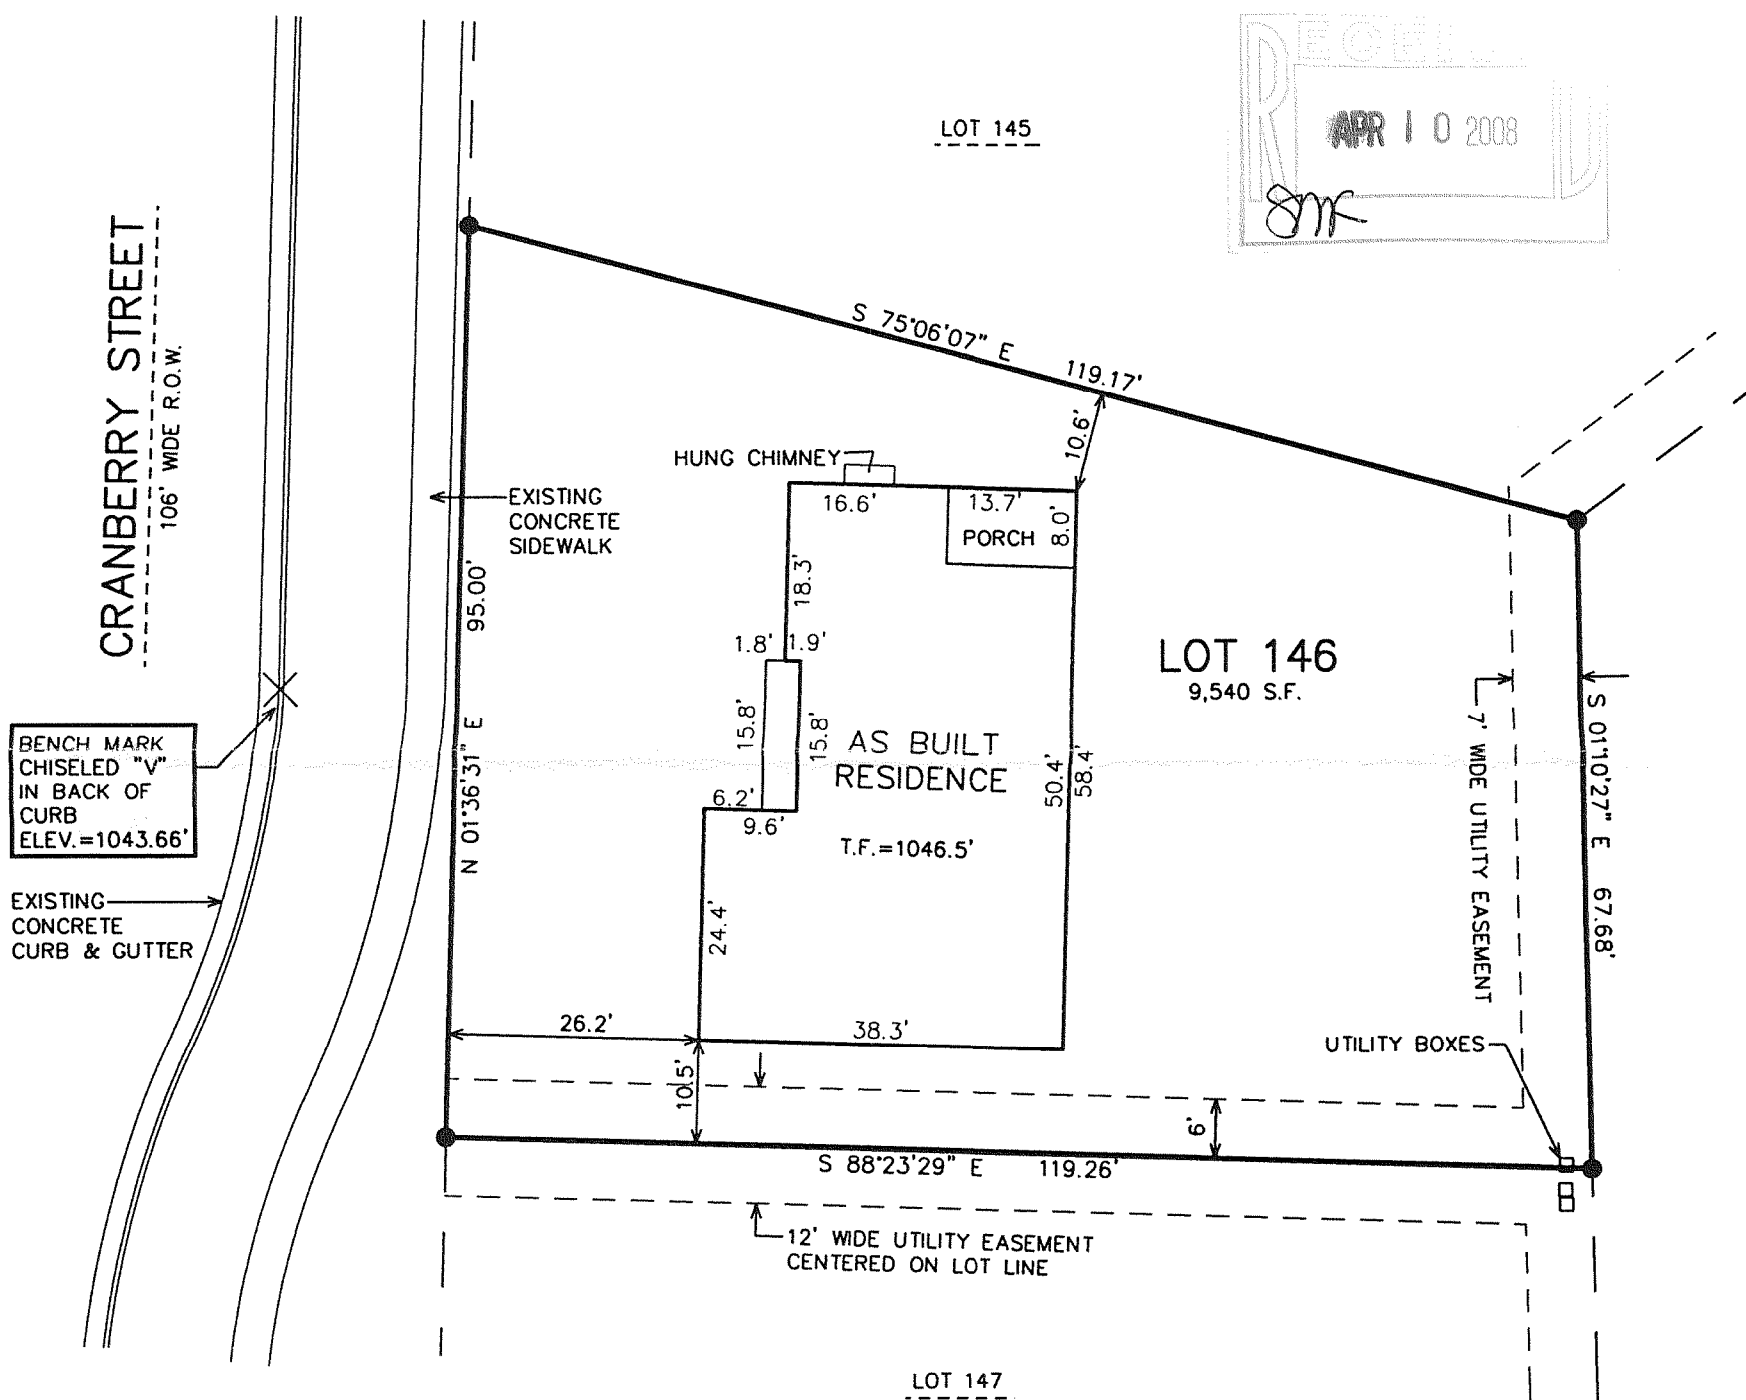 RECEI D
APR 10 2008
LOT 145
CRANBERRY STREET
106' WIDE R.O.W.
S 75°06'07" E 119.17'
10.6'
HUNG CHIMNEY
16.6'
13.7'
PORCH
8.0'
EXISTING
CONCRETE
SIDEWALK
95.00'
N 01°36'31" E
18.3'
1.8'
1.9'
15.8'
15.8'
LOT 146
9,540 S.F.
AS BUILT
RESIDENCE
T.F.=1046.5'
50.4'
58.4'
6.2'
9.6'
24.4'
7' WIDE UTILITY EASEMENT
S 01°10'27" E 67.68'
BENCH MARK
CHISELED "V"
IN BACK OF
CURB
ELEV.=1043.66'
EXISTING
CONCRETE
CURB & GUTTER
26.2'
38.3'
10.5'
UTILITY BOXES
6'
S 88°23'29" E 119.26'
12' WIDE UTILITY EASEMENT
CENTERED ON LOT LINE
LOT 147